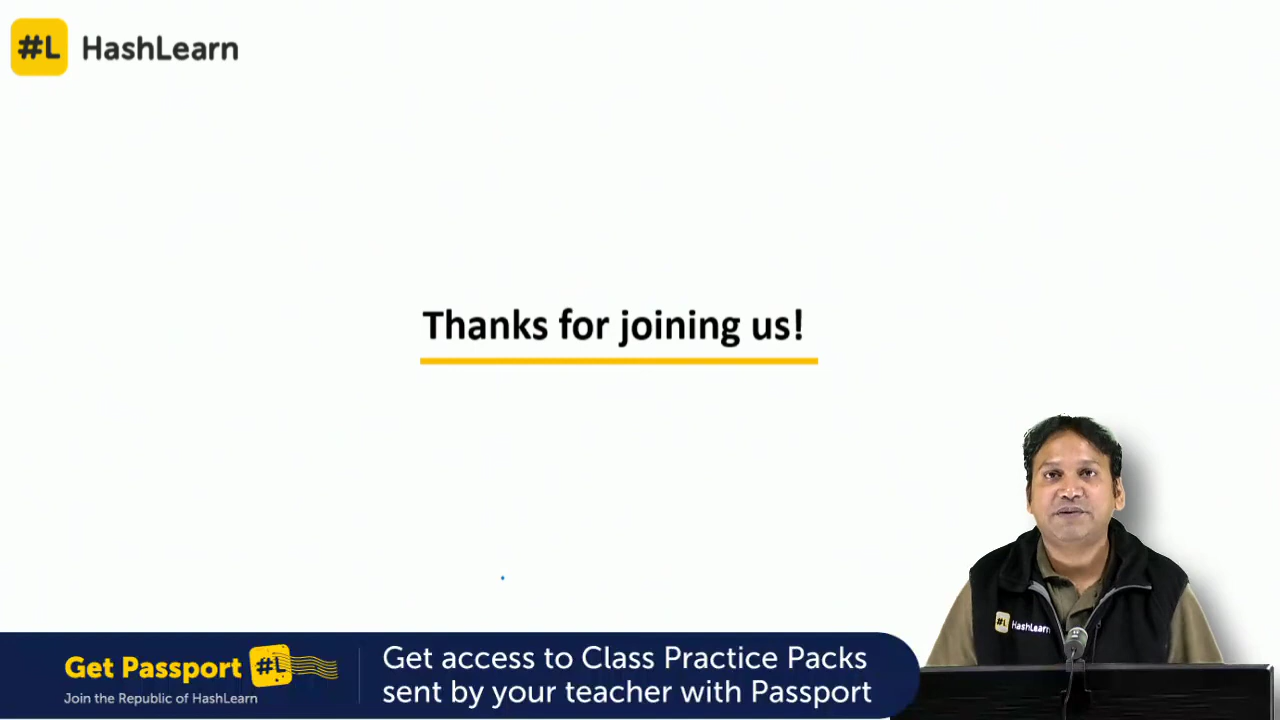 #L HashLearn
Thanks for joining us!
#L HashLearn
Get Passport #L
Join the Republic of HashLearn
Get access to Class Practice Packs
sent by your teacher with Passport